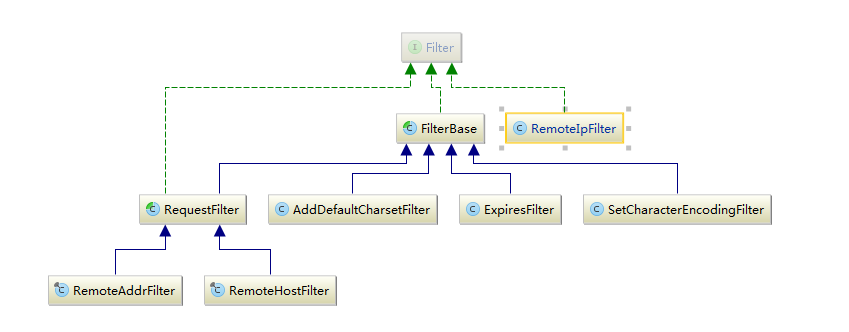 Filter
FilterBase
RemoteIpFilter
RequestFilter
AddDefaultCharsetFilter
ExpiresFilter
SetCharacterEncodingFilter
RemoteAddrFilter
RemoteHostFilter